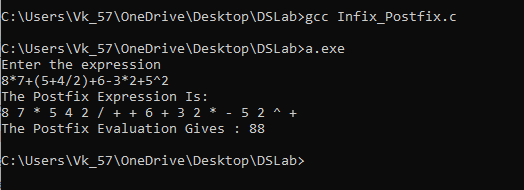 C:\Users\Vk_57\OneDrive\Desktop\DSLab>gcc Infix_Postfix.c
C:\Users\Vk_57\OneDrive\Desktop\DSLab>a.exe
Enter the expression
8*7+(5+4/2)+6-3*2+5^2
The Postfix Expression Is:
8 7 * 5 4 2 / + + 6 + 3 2 * - 5 2 ^ +
The Postfix Evaluation Gives : 88
C:\Users\Vk_57\OneDrive\Desktop\DSLab>